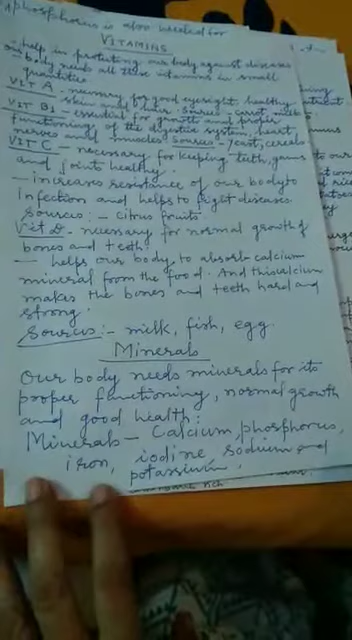 phosphorus is also needed for
VITAMINS
- help in protecting our body against diseases
our body needs all these vitamins in small
quantities
VIT A - necessary for good eyesight, healthy
skin and hair. Sources - carrot, milk
VIT B1 - essential for growth and proper
functioning of the digestive system, heart,
nerves and muscles Sources - yeast, cereals
VIT C - necessary for keeping teeth, gums
and joints healthy.
- increases resistance of our body to
infection and helps to fight diseases.
Sources :- citrus fruits
Vit D - necessary for normal growth of
bones and teeth.
- helps our body to absorb calcium
mineral from the food. And this calcium
makes the bones and teeth hard and
strong.
Sources :- milk, fish, egg.
Minerals
Our body needs minerals for its
proper functioning, normal growth
and good health:
Minerals - Calcium, phosphorus,
iron, iodine, sodium and
potassium.